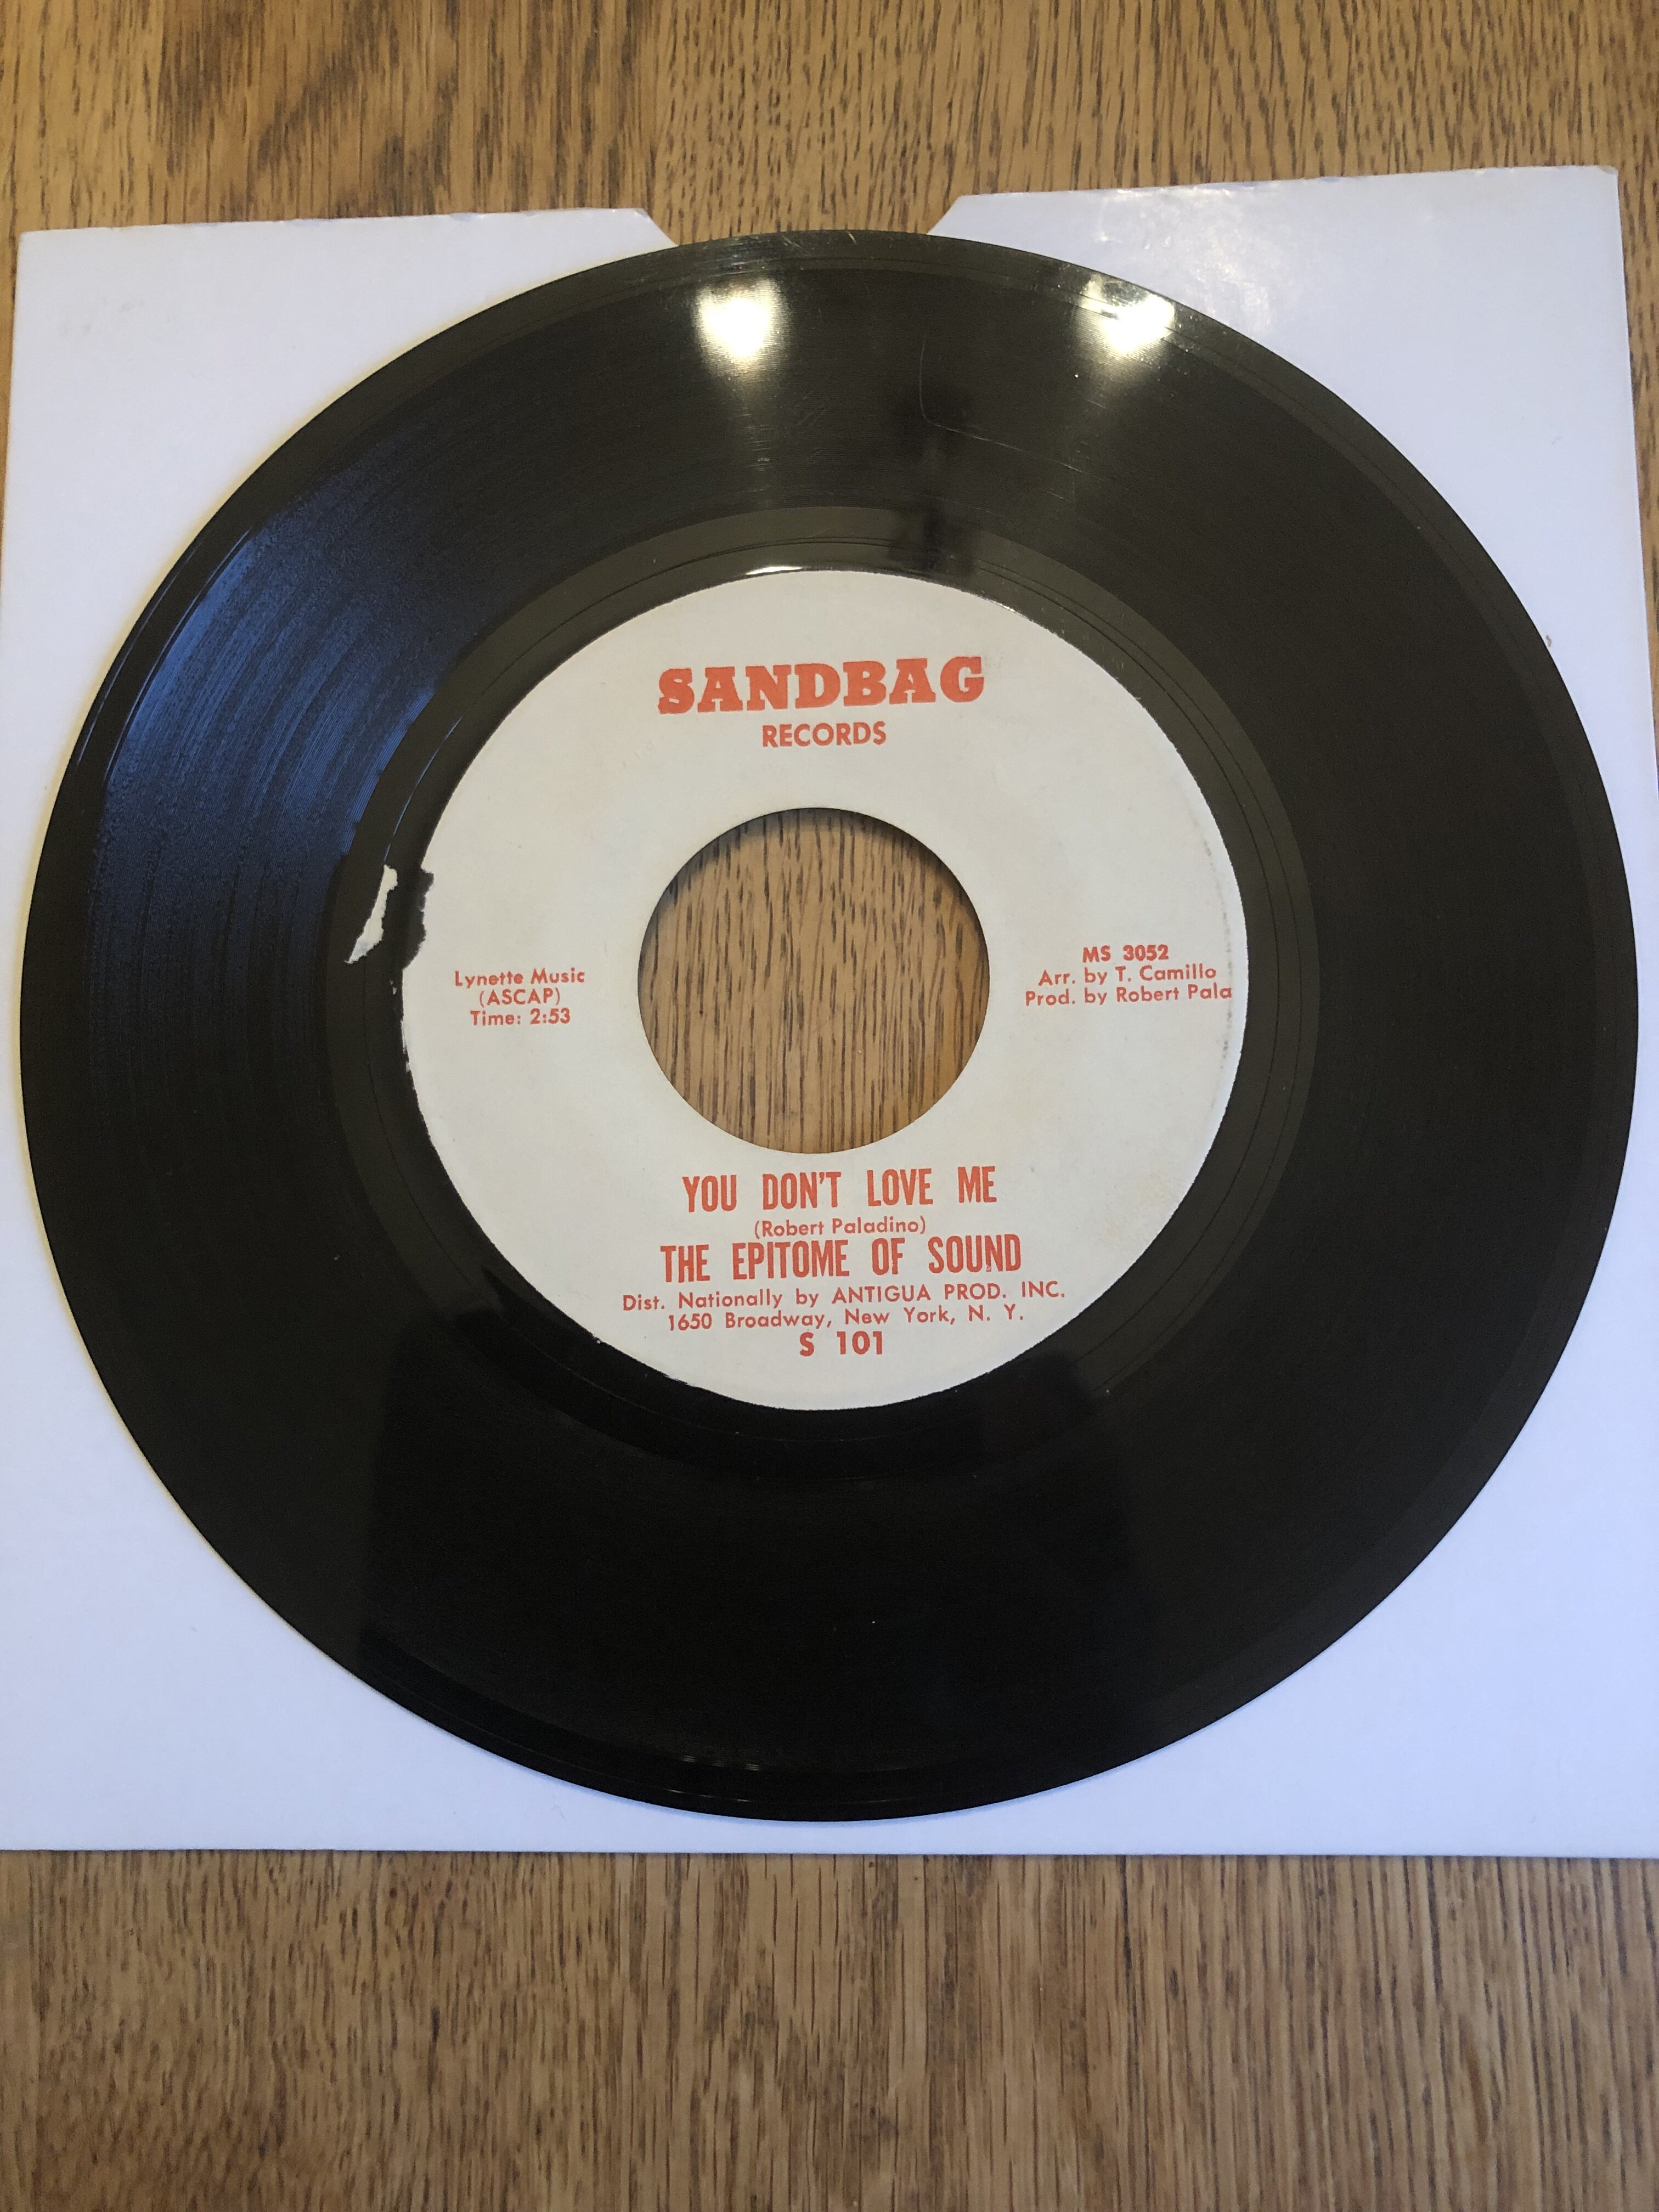 SANDBAG
RECORDS
Lynette Music
(ASCAP)
Time: 2:53
MS 3052
Arr. by T. Camillo
Prod. by Robert Pala
YOU DON'T LOVE ME
(Robert Paladino)
THE EPITOME OF SOUND
Dist. Nationally by ANTIGUA PROD. INC.
1650 Broadway, New York, N. Y.
S 101